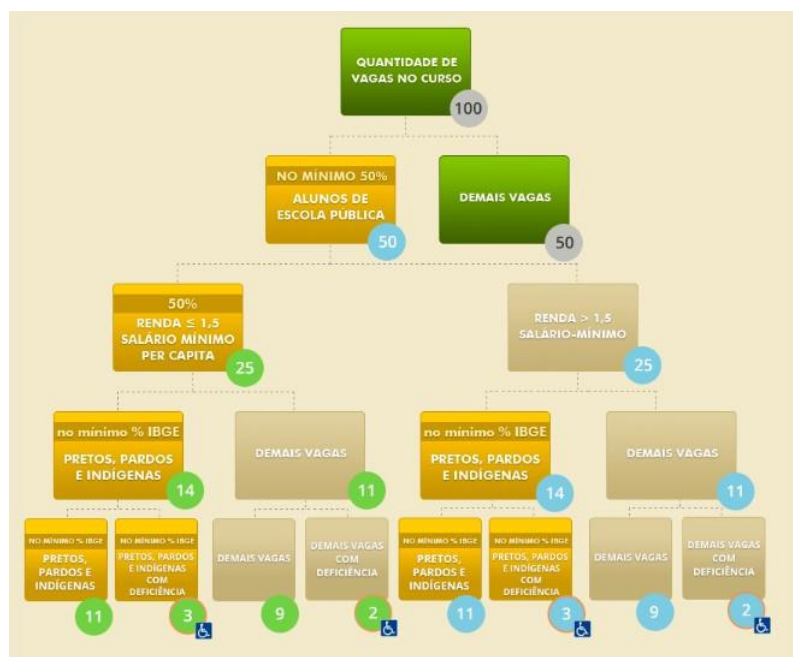 QUANTIDADE DE
VAGAS NO CURSO
100
NO MÍNIMO 50%
ALUNOS DE
ESCOLA PÚBLICA
50
DEMAIS VAGAS
50
50%
RENDA ≤ 1,5
SALÁRIO MÍNIMO
PER CAPITA
25
RENDA > 1,5
SALÁRIO-MÍNIMO
25
no mínimo % IBGE
PRETOS, PARDOS
E INDÍGENAS
14
DEMAIS VAGAS
11
no mínimo % IBGE
PRETOS, PARDOS
E INDÍGENAS
14
DEMAIS VAGAS
11
NO MÍNIMO % IBGE
PRETOS,
PARDOS E
INDÍGENAS
11
NO MÍNIMO % IBGE
PRETOS, PARDOS
E INDÍGENAS
COM
DEFICIÊNCIA
3
DEMAIS VAGAS
9
DEMAIS VAGAS
COM
DEFICIÊNCIA
2
NO MÍNIMO % IBGE
PRETOS,
PARDOS E
INDÍGENAS
11
NO MÍNIMO % IBGE
PRETOS, PARDOS
E INDÍGENAS
COM
DEFICIÊNCIA
3
DEMAIS VAGAS
9
DEMAIS VAGAS
COM
DEFICIÊNCIA
2